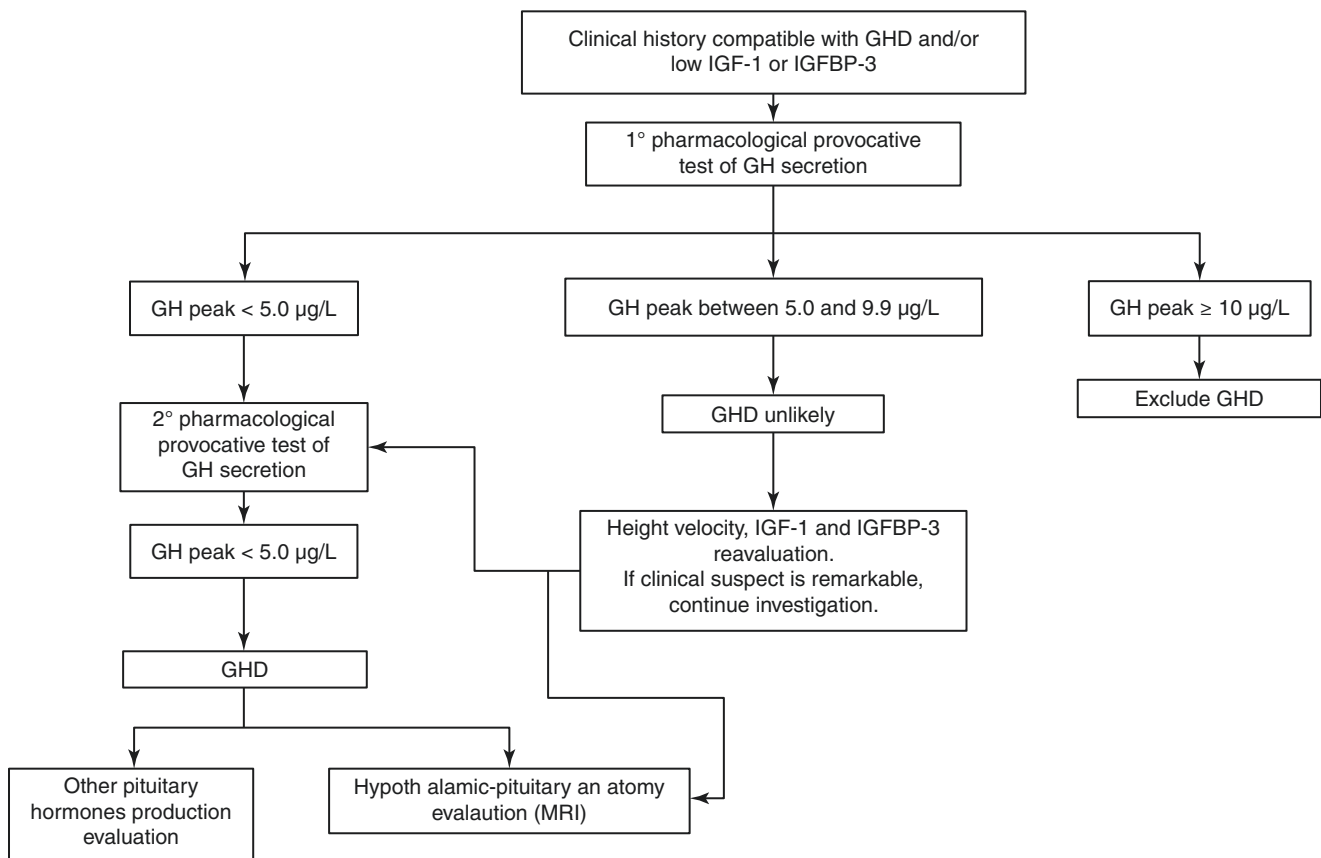 Clinical history compatible with GHD and/or
low IGF-1 or IGFBP-3
1° pharmacological provocative
test of GH secretion
GH peak < 5.0 µg/L
GH peak between 5.0 and 9.9 µg/L
GH peak ≥ 10 µg/L
2° pharmacological
provocative test of
GH secretion
GHD unlikely
Exclude GHD
GH peak < 5.0 µg/L
Height velocity, IGF-1 and IGFBP-3
reavaluation.
If clinical suspect is remarkable,
continue investigation.
GHD
Other pituitary
hormones production
evaluation
Hypoth alamic-pituitary an atomy
evalaution (MRI)